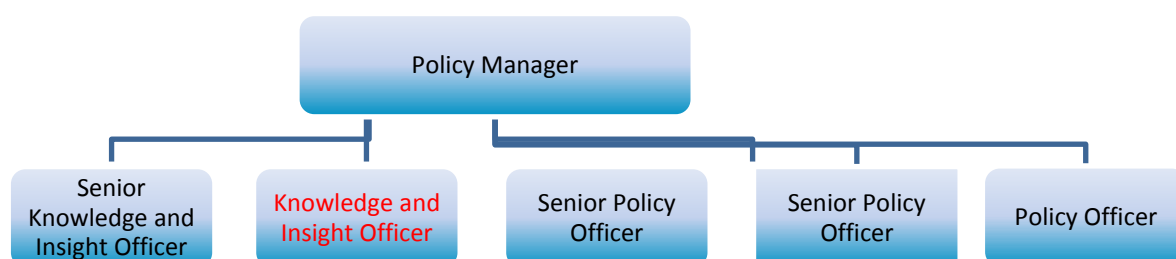 Policy Manager
Senior
Knowledge and
Insight Officer
Knowledge and
Insight Officer
Senior Policy
Officer
Senior Policy
Officer
Policy Officer